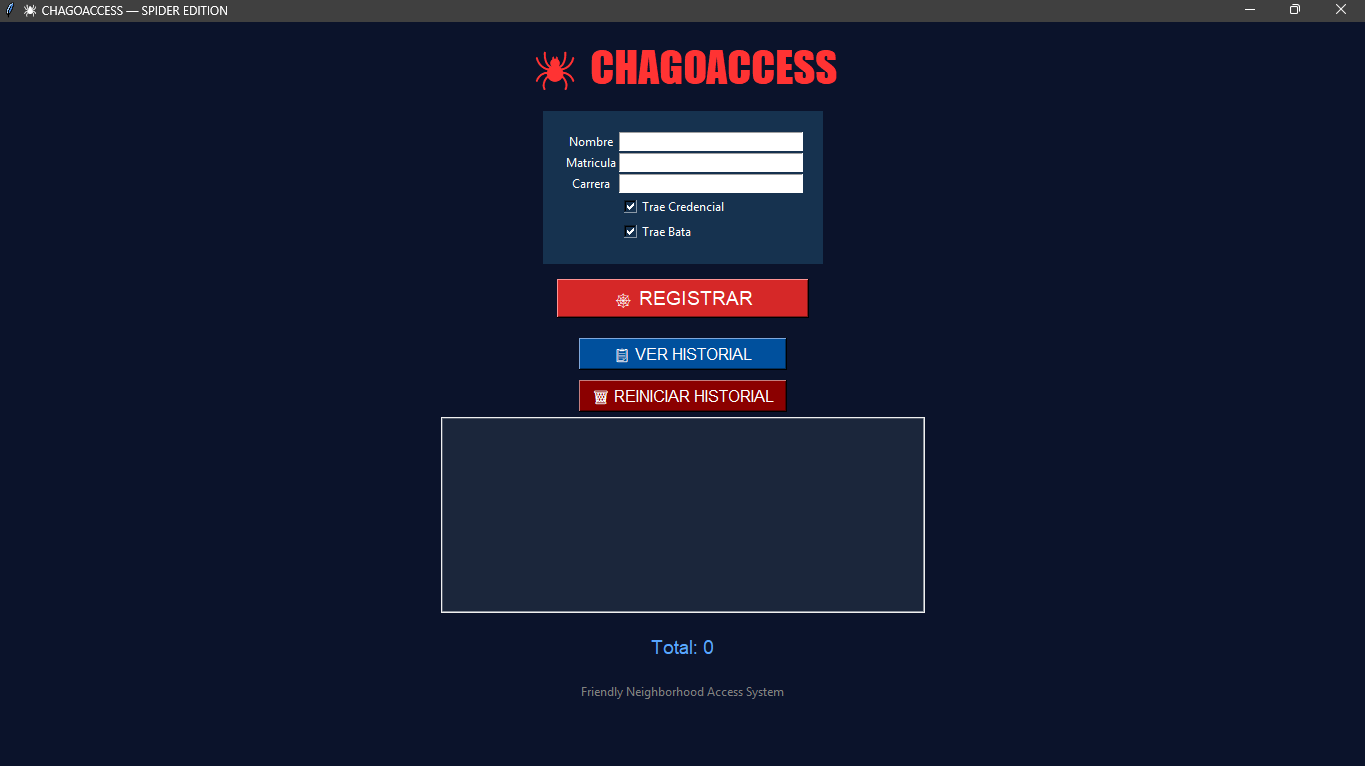 CHAGOACCESS — SPIDER EDITION
CHAGOACCESS
Nombre
Matricula
Carrera
Trae Credencial
Trae Bata
REGISTRAR
VER HISTORIAL
REINICIAR HISTORIAL
Total: 0
Friendly Neighborhood Access System